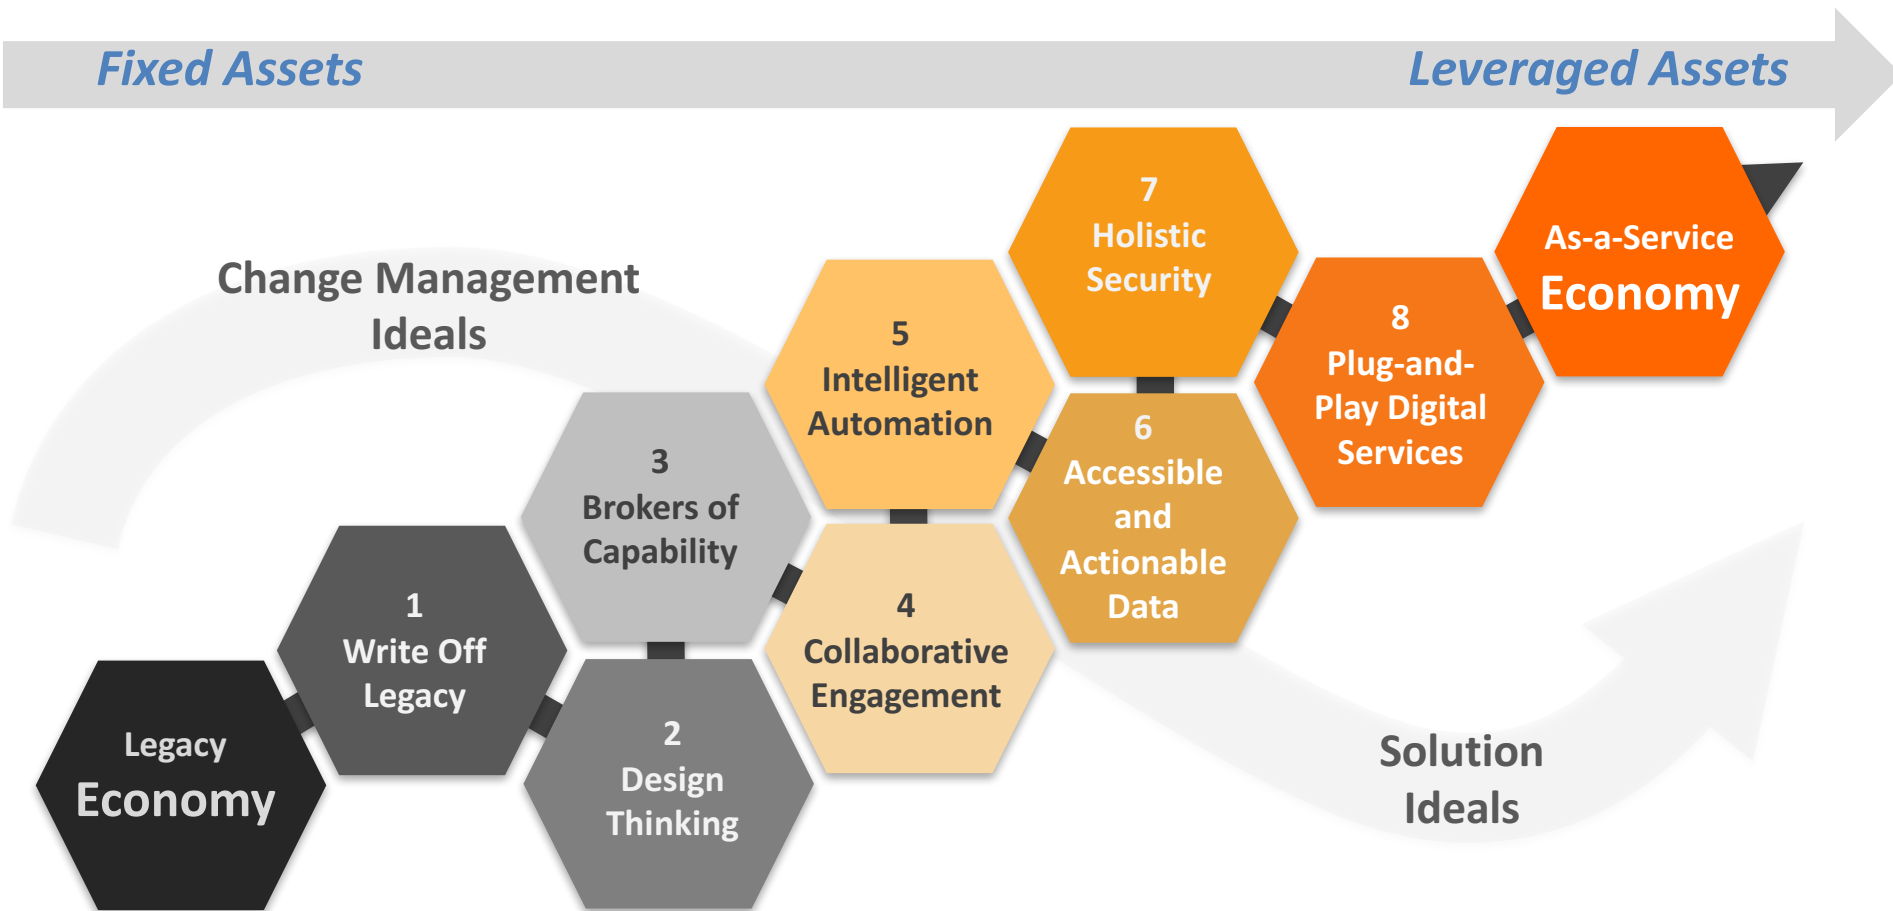 Fixed Assets
Leveraged Assets
Change Management
Ideals
Legacy
Economy
1
Write Off
Legacy
2
Design
Thinking
3
Brokers of
Capability
4
Collaborative
Engagement
5
Intelligent
Automation
6
Accessible
and
Actionable
Data
7
Holistic
Security
8
Plug-and-
Play Digital
Services
As-a-Service
Economy
Solution
Ideals